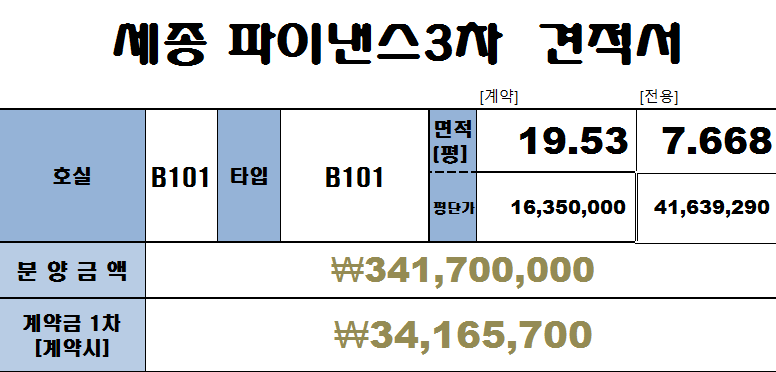 세종 파이낸스3차 견적서
[계약] [전용]
호실 B101 타입 B101 면적 [평] 19.53 7.668
평단가 16,350,000 41,639,290
분 양 금 액 ₩341,700,000
계약금 1차 [계약시] ₩34,165,700